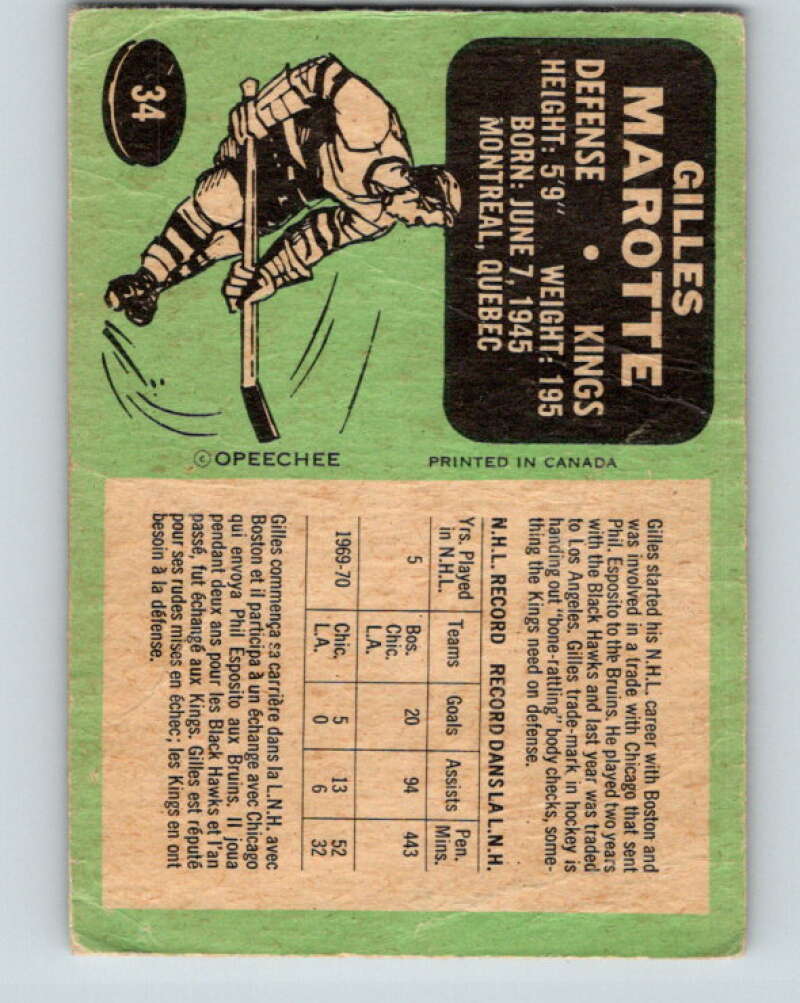 34
GILLES
MAROTTE
DEFENSE • KINGS
HEIGHT: 5'9" WEIGHT: 195
BORN: JUNE 7, 1945
MONTREAL, QUEBEC
©OPEECHEE PRINTED IN CANADA
Gilles started his N.H.L. career with Boston and
was involved in a trade with Chicago that sent
Phil. Esposito to the Bruins. He played two years
with the Black Hawks and last year was traded
to Los Angeles. Gilles trade-mark in hockey is
handing out "bone-rattling" body checks, some-
thing the Kings need on defense.
N.H.L. RECORD RECORD DANS LA L.N.H.
Yrs. Played in N.H.L. Teams Goals Assists Pen. Mins.
5 Bos. Chic. L.A. 20 94 443
1969-70 Chic. 5 13 52
L.A. 0 6 32
Gilles commença sa carrière dans la L.N.H. avec
Boston et il participa à un échange avec Chicago
qui envoya Phil Esposito aux Bruins. Il joua
pendant deux ans pour les Black Hawks et l'an
passé, fut échangé aux Kings. Gilles est réputé
pour ses rudes mises en échec; les Kings en ont
besoin à la défense.